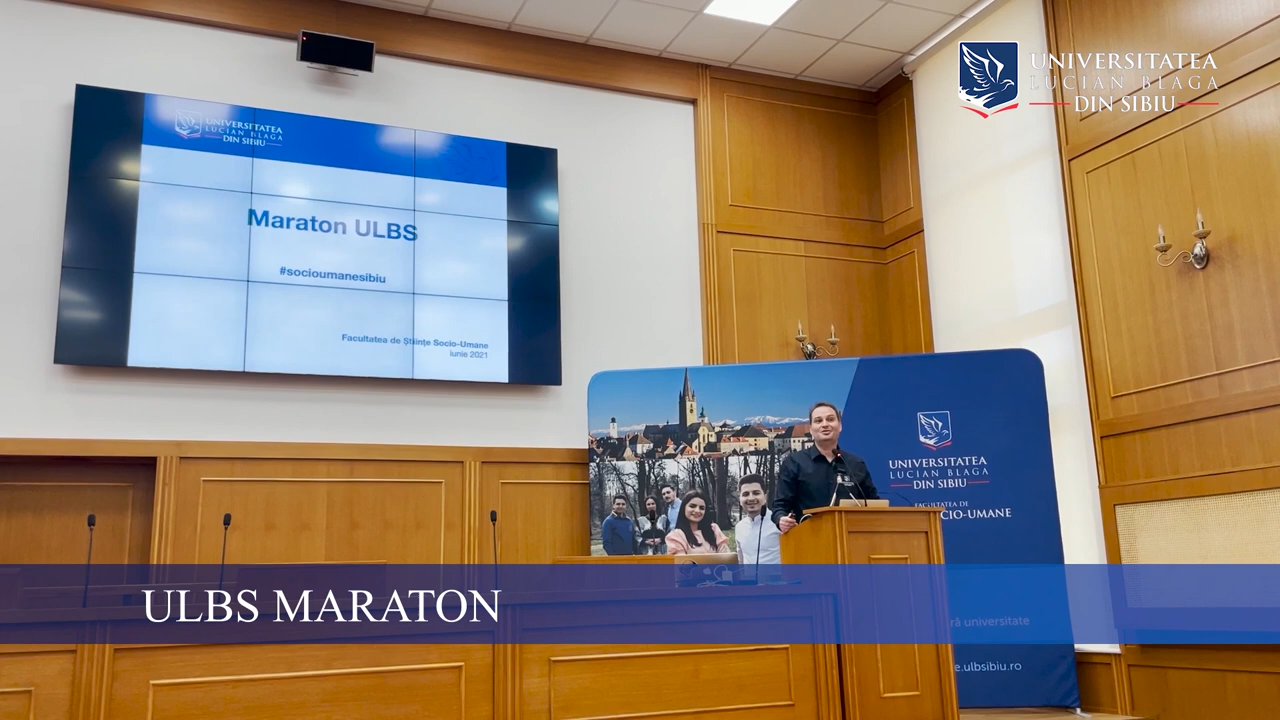 UNIVERSITATEA
LUCIAN BLAGA
DIN SIBIU
UNIVERSITATEA
LUCIAN BLAGA
DIN SIBIU
Maraton ULBS
#socioumanesibiu
Facultatea de Științe Socio-Umane
iunie 2021
UNIVERSITATEA
LUCIAN BLAGA
DIN SIBIU
FACULTATEA DE
CIO-UMANE
ULBS MARATON
ră universitate
e.ulbsibiu.ro